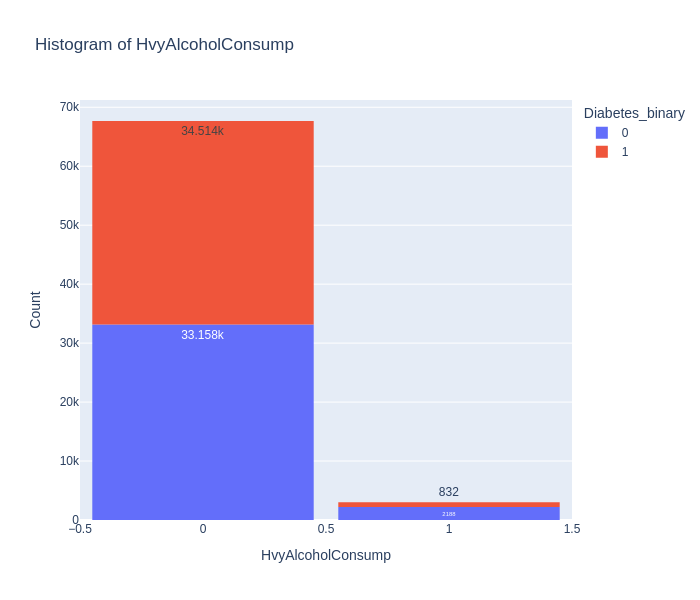 Histogram of HvyAlcoholConsump
Diabetes_binary
0
1
70k
60k
50k
40k
30k
20k
10k
0
Count
34.514k
33.158k
832
2188
−0.5
0
0.5
1
1.5
HvyAlcoholConsump